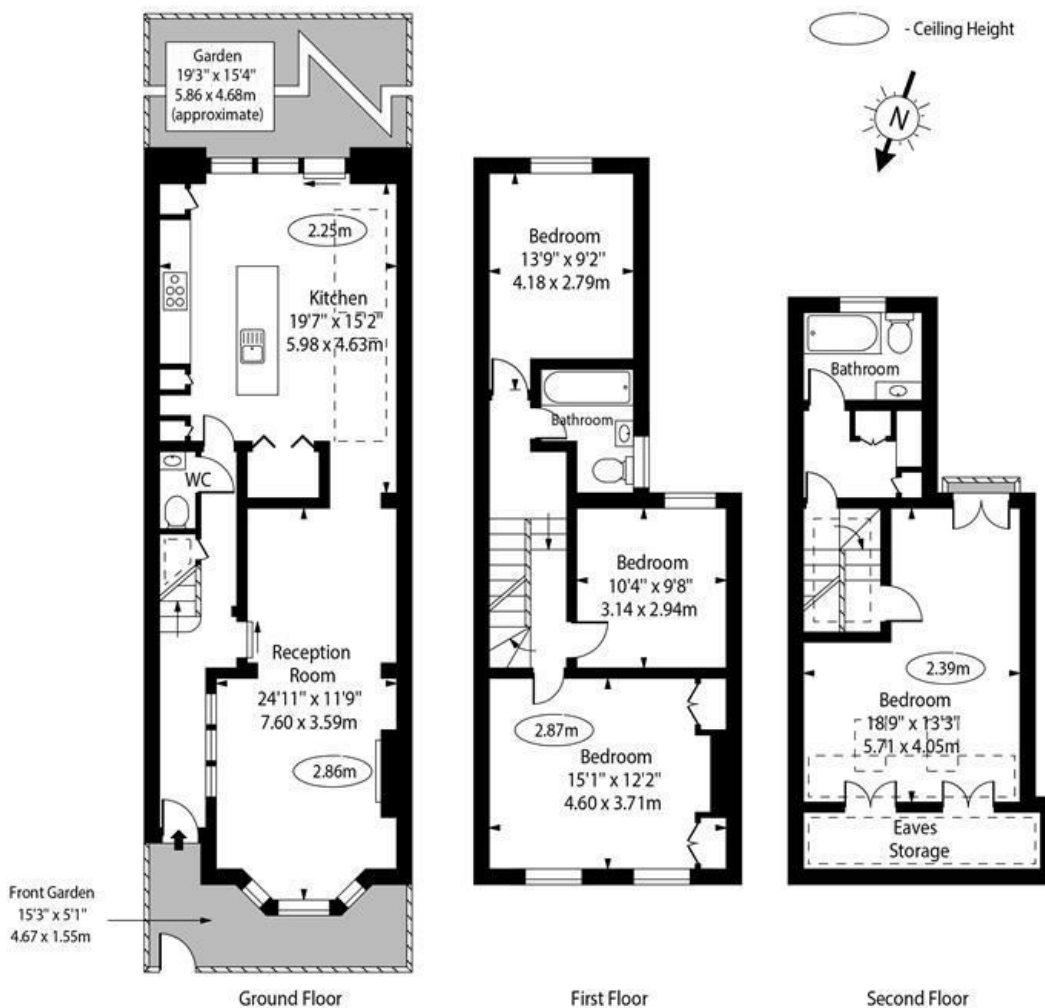 - Ceiling Height
N
Garden
19'3" x 15'4"
5.86 x 4.68m
(approximate)
2.25m
Kitchen
19'7" x 15'2"
5.98 x 4.63m
WC
Reception
Room
24'11" x 11'9"
7.60 x 3.59m
2.86m
Front Garden
15'3" x 5'1"
4.67 x 1.55m
Ground Floor
Bedroom
13'9" x 9'2"
4.18 x 2.79m
Bathroom
Bedroom
10'4" x 9'8"
3.14 x 2.94m
2.87m
Bedroom
15'1" x 12'2"
4.60 x 3.71m
First Floor
Bathroom
2.39m
Bedroom
18'9" x 13'3"
5.71 x 4.05m
Eaves
Storage
Second Floor